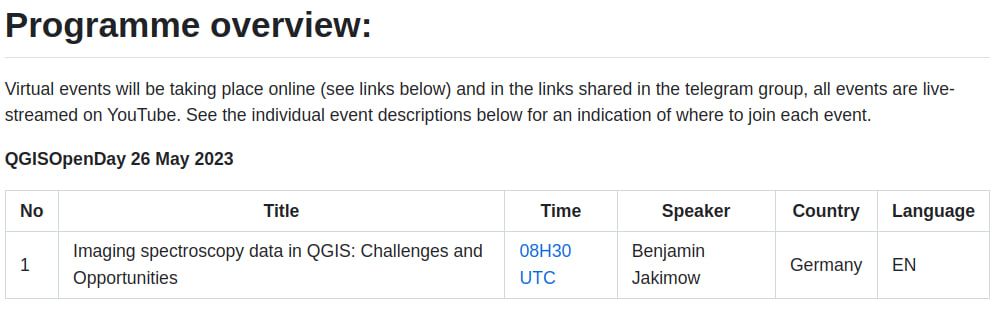 Programme overview:
Virtual events will be taking place online (see links below) and in the links shared in the telegram group, all events are live-
streamed on YouTube. See the individual event descriptions below for an indication of where to join each event.
QGISOpenDay 26 May 2023
No Title Time Speaker Country Language
1 Imaging spectroscopy data in QGIS: Challenges and Opportunities 08H30 UTC Benjamin Jakimow Germany EN